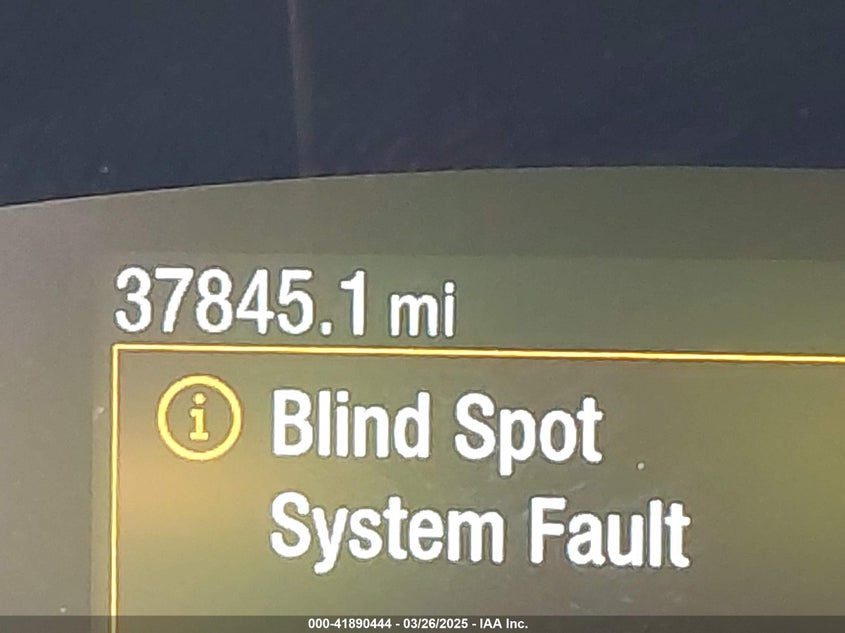 37845.1 mi
i
Blind Spot
System Fault
000-41890444 - 03/26/2025 - IAA Inc.